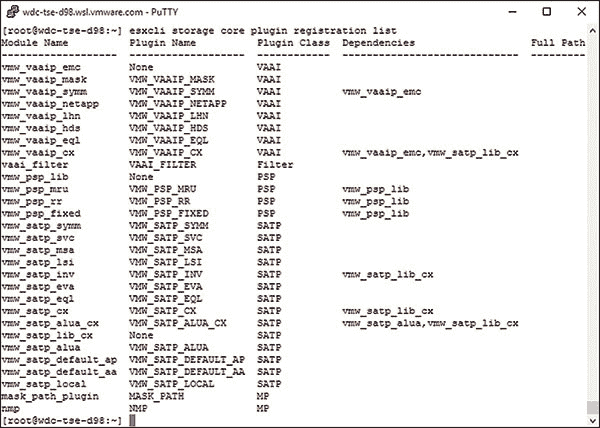 wdc-tse-d98.wsl.vmware.com - PuTTY
[root@wdc-tse-d98:~] esxcli storage core plugin registration list
Module Name Plugin Name Plugin Class Dependencies Full Path
------------------- ------------------- ------------ ----------------------------- ---------
vmw_vaaip_emc None VAAI
vmw_vaaip_mask VMW_VAAIP_MASK VAAI
vmw_vaaip_symm VMW_VAAIP_SYMM VAAI vmw_vaaip_emc
vmw_vaaip_netapp VMW_VAAIP_NETAPP VAAI
vmw_vaaip_lhn VMW_VAAIP_LHN VAAI
vmw_vaaip_hds VMW_VAAIP_HDS VAAI
vmw_vaaip_eql VMW_VAAIP_EQL VAAI
vmw_vaaip_cx VMW_VAAIP_CX VAAI vmw_vaaip_emc,vmw_satp_lib_cx
vaai_filter VAAI_FILTER Filter
vmw_psp_lib None PSP
vmw_psp_mru VMW_PSP_MRU PSP vmw_psp_lib
vmw_psp_rr VMW_PSP_RR PSP vmw_psp_lib
vmw_psp_fixed VMW_PSP_FIXED PSP vmw_psp_lib
vmw_satp_symm VMW_SATP_SYMM SATP
vmw_satp_svc VMW_SATP_SVC SATP
vmw_satp_msa VMW_SATP_MSA SATP
vmw_satp_lsi VMW_SATP_LSI SATP
vmw_satp_inv VMW_SATP_INV SATP vmw_satp_lib_cx
vmw_satp_eva VMW_SATP_EVA SATP
vmw_satp_eql VMW_SATP_EQL SATP
vmw_satp_cx VMW_SATP_CX SATP vmw_satp_lib_cx
vmw_satp_alua_cx VMW_SATP_ALUA_CX SATP vmw_satp_alua,vmw_satp_lib_cx
vmw_satp_lib_cx None SATP
vmw_satp_alua VMW_SATP_ALUA SATP
vmw_satp_default_ap VMW_SATP_DEFAULT_AP SATP
vmw_satp_default_aa VMW_SATP_DEFAULT_AA SATP
vmw_satp_local VMW_SATP_LOCAL SATP
mask_path_plugin MASK_PATH MP
nmp NMP MP
[root@wdc-tse-d98:~]